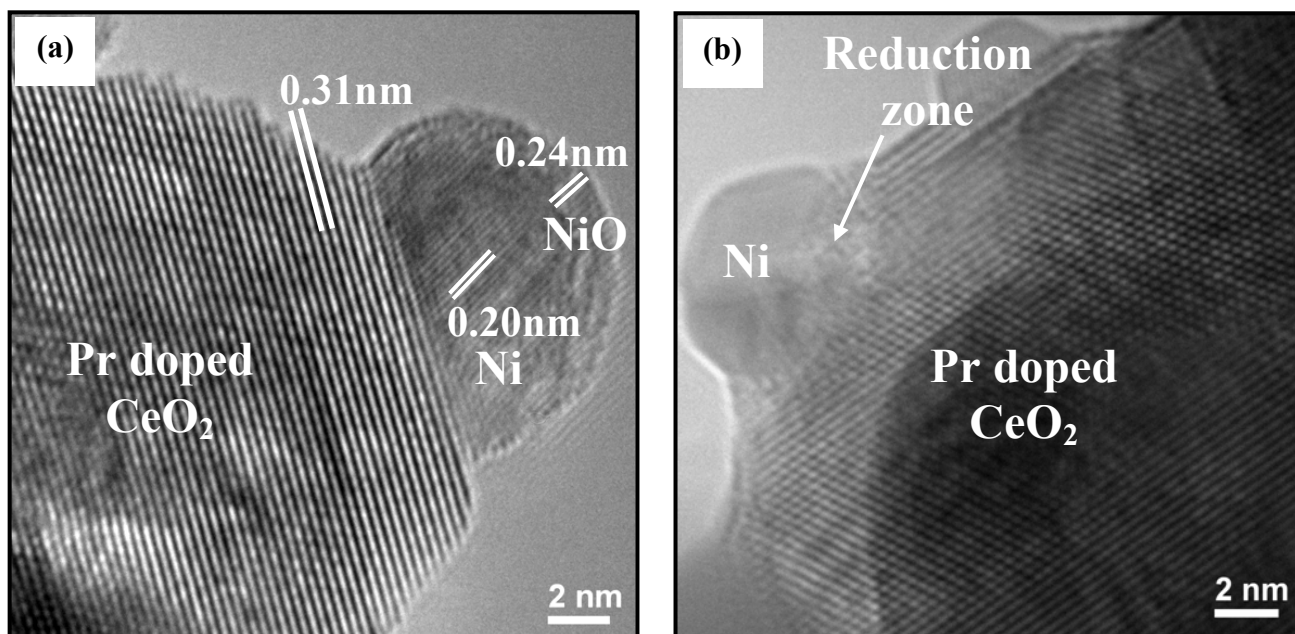 (a)
0.31nm
0.24nm
NiO
0.20nm
Ni
Pr doped
CeO₂
2 nm
(b)
Reduction
zone
Ni
Pr doped
CeO₂
2 nm